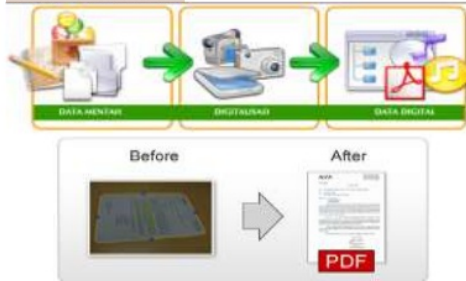 DATA MENTAH
DIGITALISASI
DATA DIGITAL
Before
After
PDF